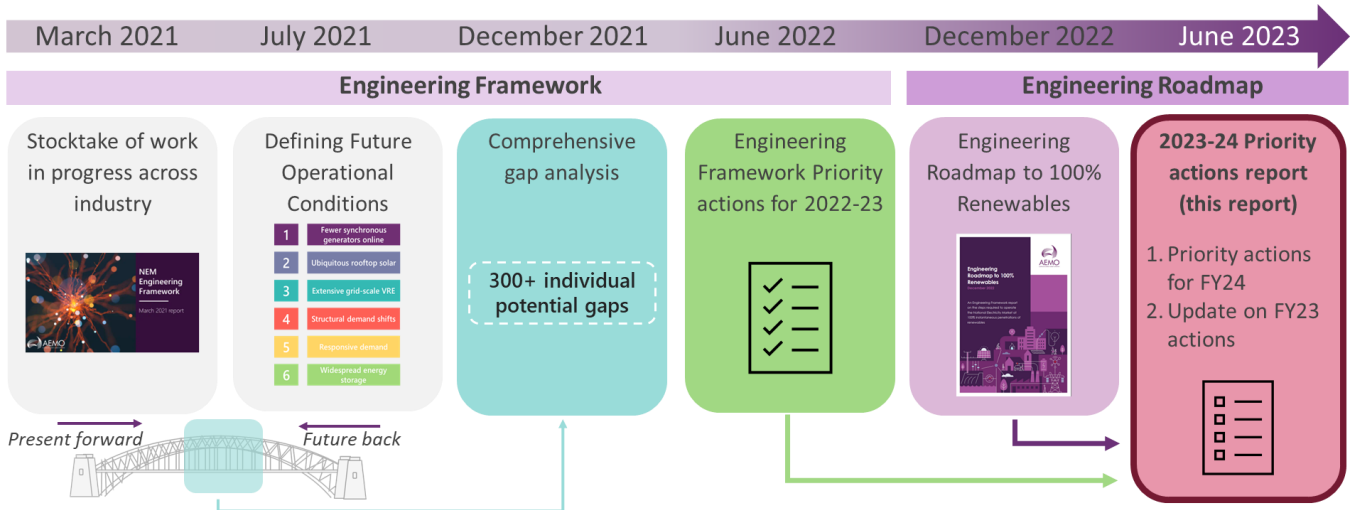 March 2021
July 2021
December 2021
June 2022
December 2022
June 2023
Engineering Framework
Engineering Roadmap
Stocktake of work
in progress across
industry
NEM
Engineering
Framework
March 2021 report
AEMO
Defining Future
Operational
Conditions
1 Fewer synchronous
generators online
2 Ubiquitous rooftop solar
3 Extensive grid-scale VRE
4 Structural demand shifts
5 Responsive demand
6 Widespread energy
storage
Comprehensive
gap analysis
300+ individual
potential gaps
Engineering
Framework Priority
actions for 2022-23
Engineering
Roadmap to 100%
Renewables
AEMO
Engineering
Roadmap to 100%
Renewables
December 2022
2023-24 Priority
actions report
(this report)
1. Priority actions
for FY24
2. Update on FY23
actions
Present forward
Future back